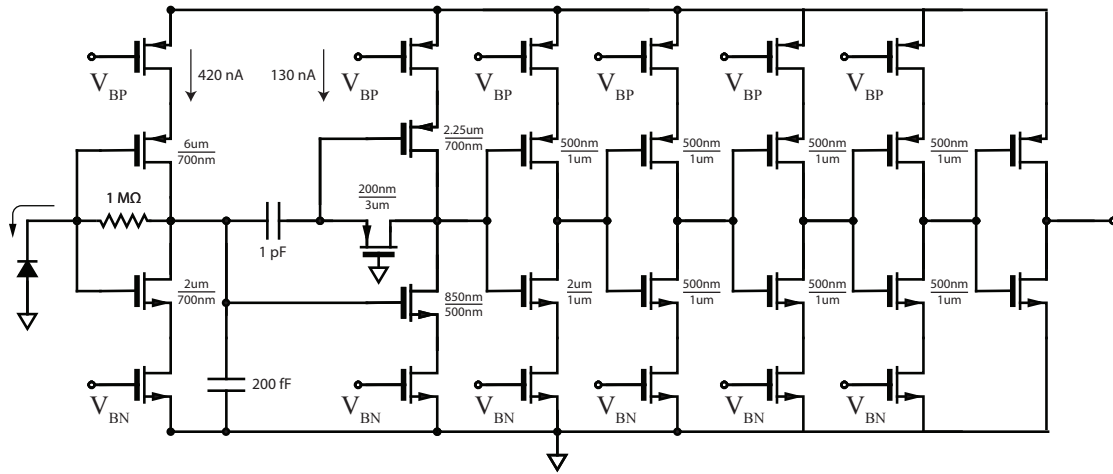 420 nA
130 nA
V_BP
V_BP
V_BP
V_BP
V_BP
V_BP
6um
700nm
2.25um
700nm
500nm
1um
500nm
1um
500nm
1um
500nm
1um
1 MΩ
200nm
3um
1 pF
2um
700nm
850nm
500nm
2um
1um
500nm
1um
500nm
1um
500nm
1um
200 fF
V_BN
V_BN
V_BN
V_BN
V_BN
V_BN